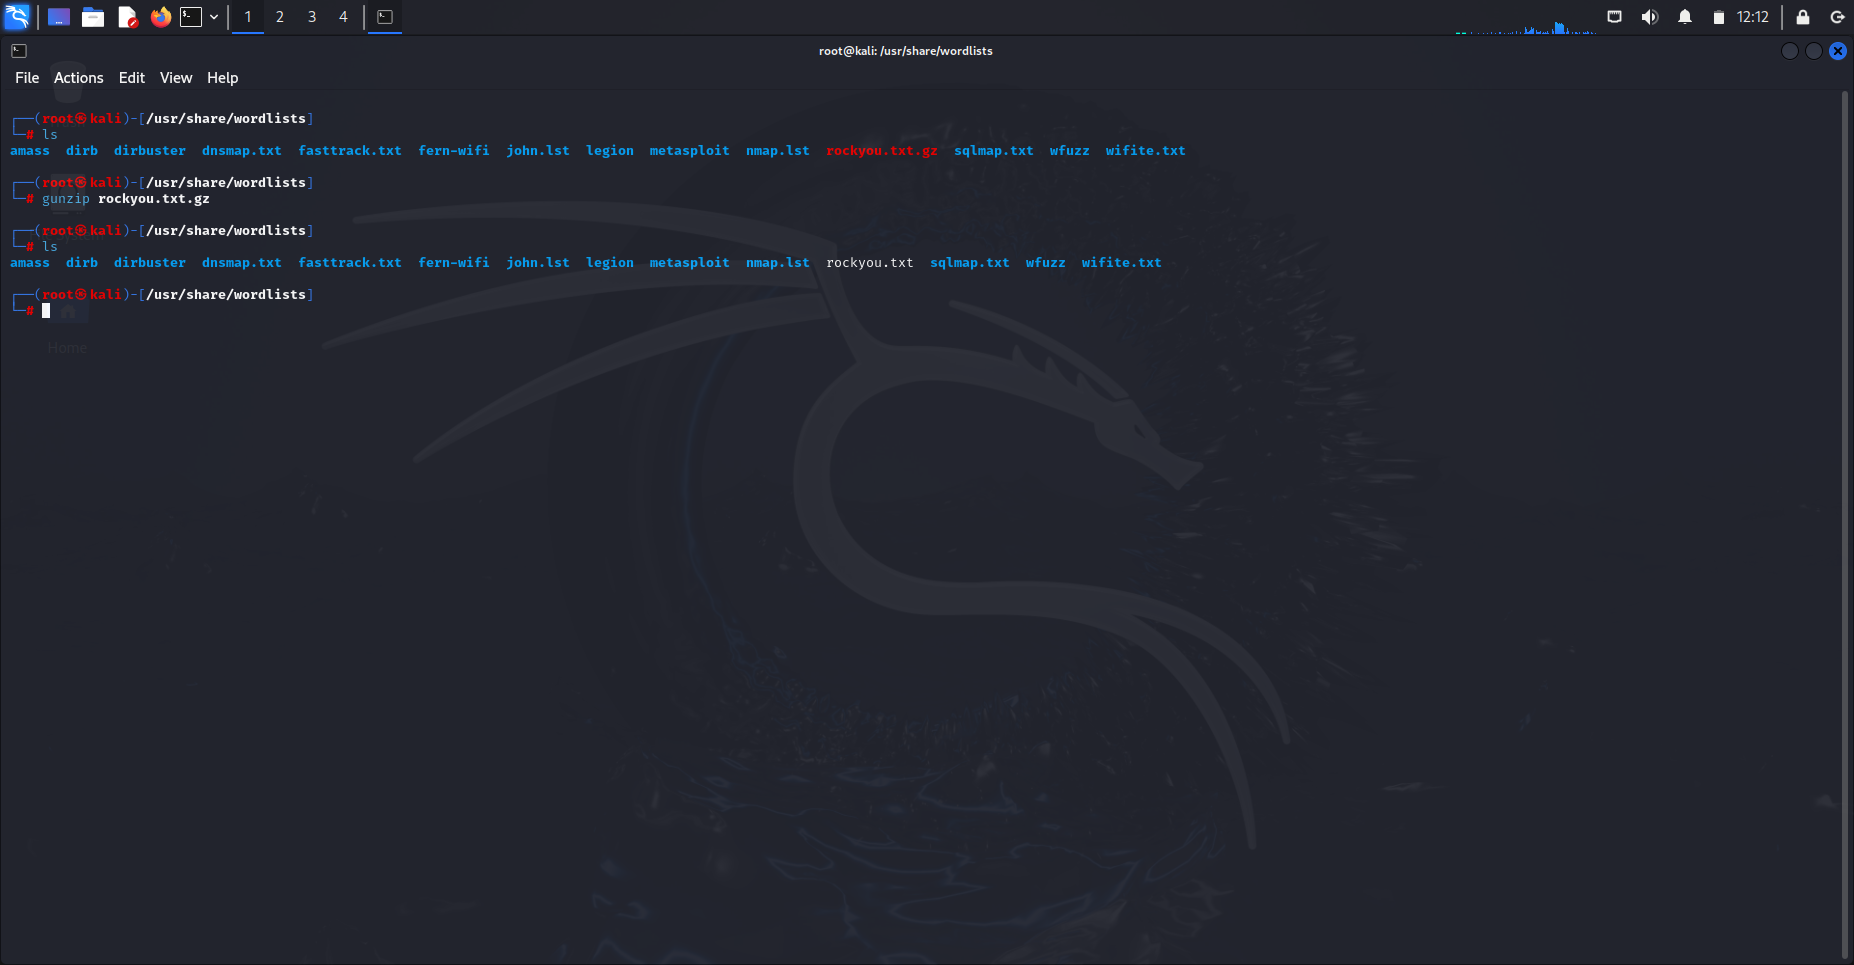 1 2 3 4 12:12
root@kali: /usr/share/wordlists
File Actions Edit View Help
┌──(root㉿kali)-[/usr/share/wordlists]
└─# ls
amass dirb dirbuster dnsmap.txt fasttrack.txt fern-wifi john.lst legion metasploit nmap.lst rockyou.txt.gz sqlmap.txt wfuzz wifite.txt
┌──(root㉿kali)-[/usr/share/wordlists]
└─# gunzip rockyou.txt.gz
┌──(root㉿kali)-[/usr/share/wordlists]
└─# ls
amass dirb dirbuster dnsmap.txt fasttrack.txt fern-wifi john.lst legion metasploit nmap.lst rockyou.txt sqlmap.txt wfuzz wifite.txt
┌──(root㉿kali)-[/usr/share/wordlists]
└─#
Home